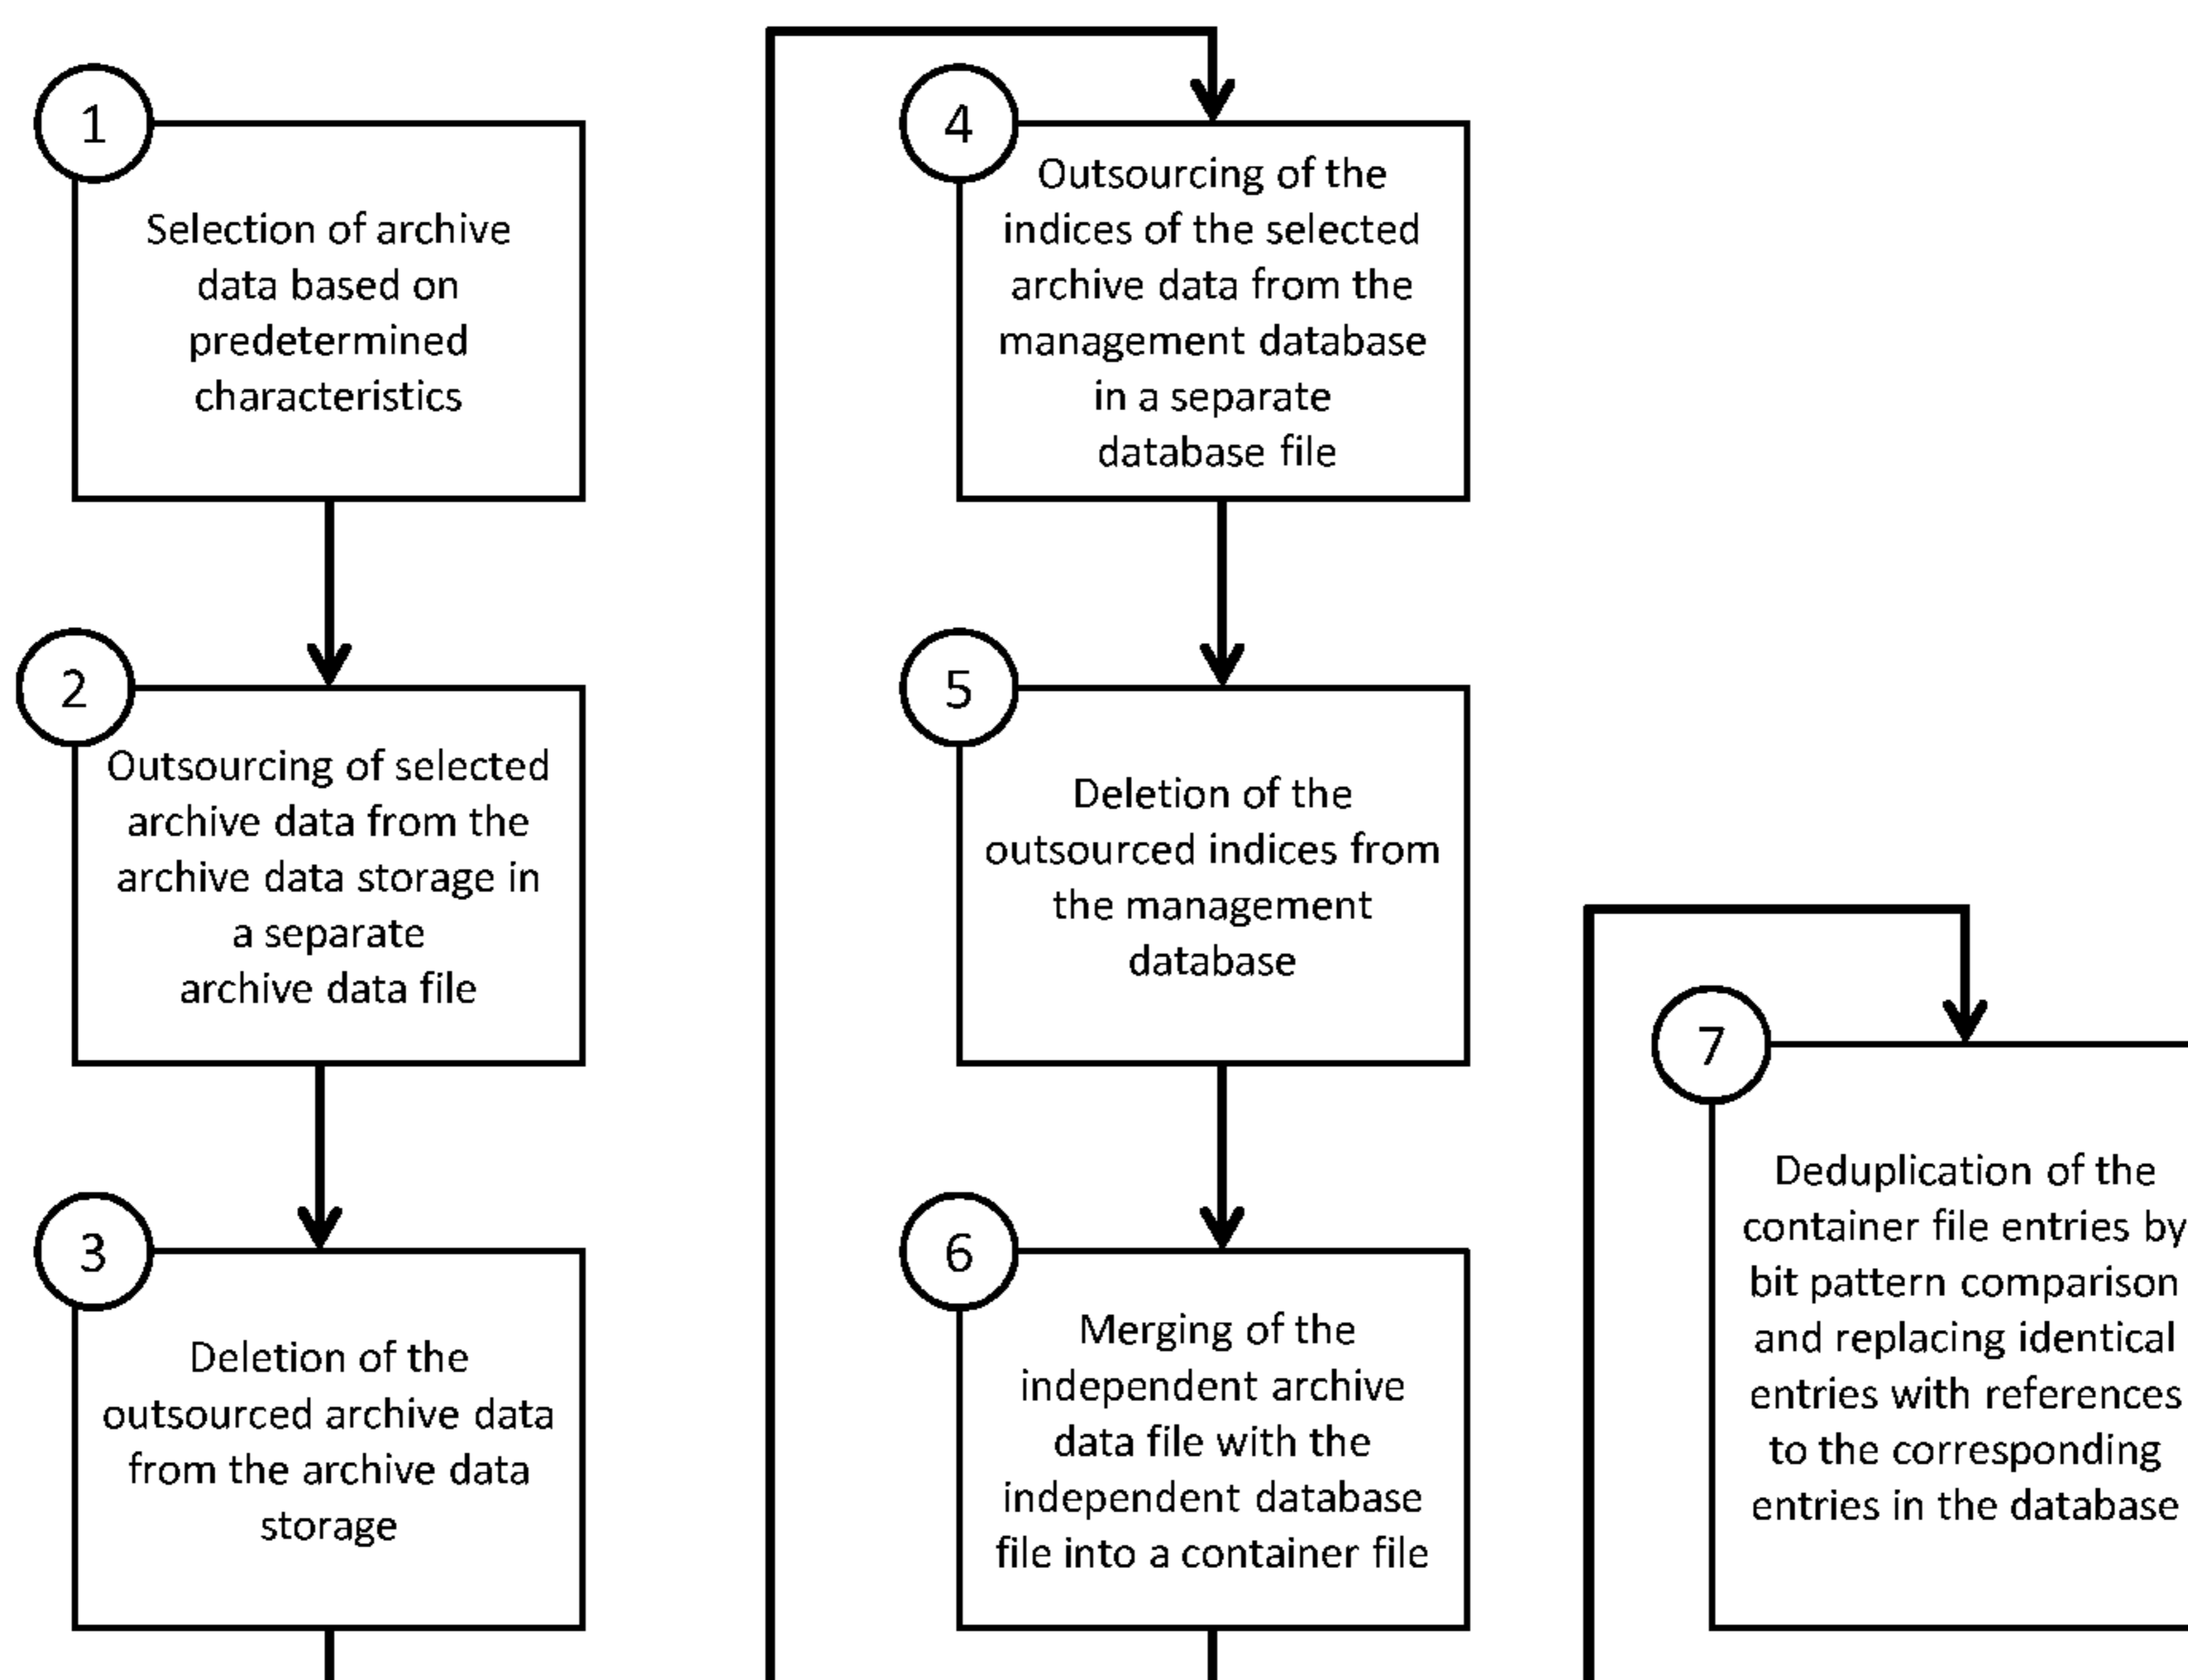 1
Selection of archive
data based on
predetermined
characteristics
2
Outsourcing of selected
archive data from the
archive data storage in
a separate
archive data file
3
Deletion of the
outsourced archive data
from the archive data
storage
4
Outsourcing of the
indices of the selected
archive data from the
management database
in a separate
database file
5
Deletion of the
outsourced indices from
the management
database
6
Merging of the
independent archive
data file with the
independent database
file into a container file
7
Deduplication of the
container file entries by
bit pattern comparison
and replacing identical
entries with references
to the corresponding
entries in the database